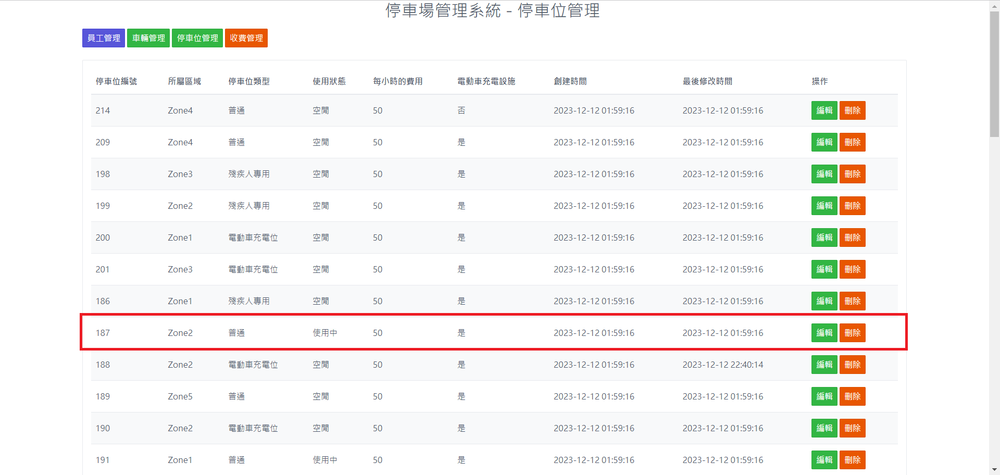 停車場管理系統 - 停車位管理
員工管理 車輛管理 停車位管理 收費管理
停車位編號 所屬區域 停車位類型 使用狀態 每小時的費用 電動車充電設施 創建時間 最後修改時間 操作
214 Zone4 普通 空閒 50 否 2023-12-12 01:59:16 2023-12-12 01:59:16 編輯 刪除
209 Zone4 普通 空閒 50 是 2023-12-12 01:59:16 2023-12-12 01:59:16 編輯 刪除
198 Zone3 殘疾人專用 空閒 50 是 2023-12-12 01:59:16 2023-12-12 01:59:16 編輯 刪除
199 Zone2 殘疾人專用 空閒 50 是 2023-12-12 01:59:16 2023-12-12 01:59:16 編輯 刪除
200 Zone1 電動車充電位 空閒 50 是 2023-12-12 01:59:16 2023-12-12 01:59:16 編輯 刪除
201 Zone3 電動車充電位 空閒 50 是 2023-12-12 01:59:16 2023-12-12 01:59:16 編輯 刪除
186 Zone1 殘疾人專用 空閒 50 是 2023-12-12 01:59:16 2023-12-12 01:59:16 編輯 刪除
187 Zone2 普通 使用中 50 是 2023-12-12 01:59:16 2023-12-12 01:59:16 編輯 刪除
188 Zone2 電動車充電位 空閒 50 是 2023-12-12 01:59:16 2023-12-12 22:40:14 編輯 刪除
189 Zone5 普通 空閒 50 是 2023-12-12 01:59:16 2023-12-12 01:59:16 編輯 刪除
190 Zone2 電動車充電位 空閒 50 是 2023-12-12 01:59:16 2023-12-12 01:59:16 編輯 刪除
191 Zone1 普通 使用中 50 是 2023-12-12 01:59:16 2023-12-12 01:59:16 編輯 刪除